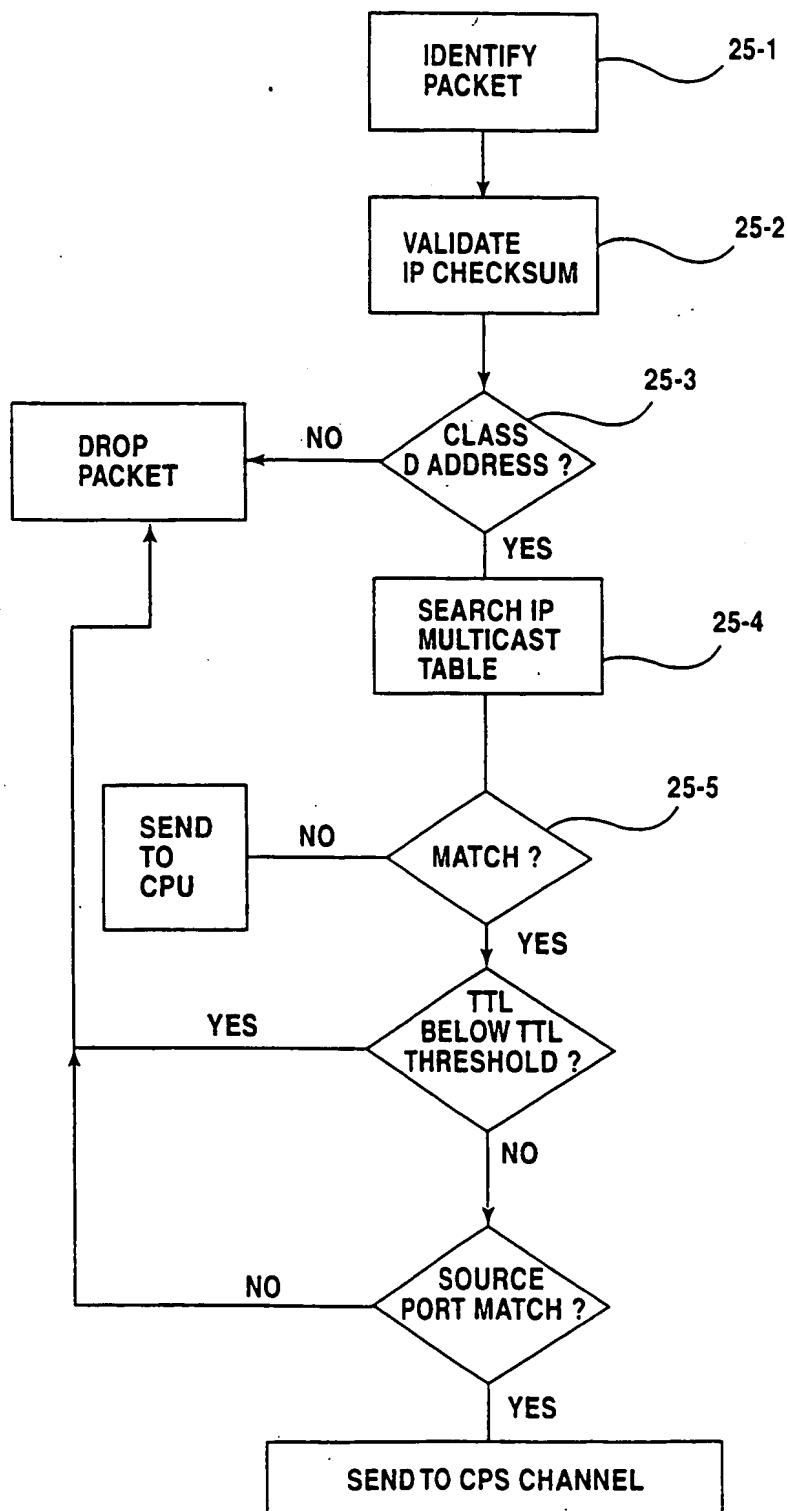 IDENTIFY
PACKET
25-1
VALIDATE
IP CHECKSUM
25-2
25-3
CLASS
D ADDRESS ?
NO
DROP
PACKET
YES
SEARCH IP
MULTICAST
TABLE
25-4
25-5
MATCH ?
NO
SEND
TO
CPU
YES
TTL
BELOW TTL
THRESHOLD ?
YES
NO
SOURCE
PORT MATCH ?
NO
YES
SEND TO CPS CHANNEL